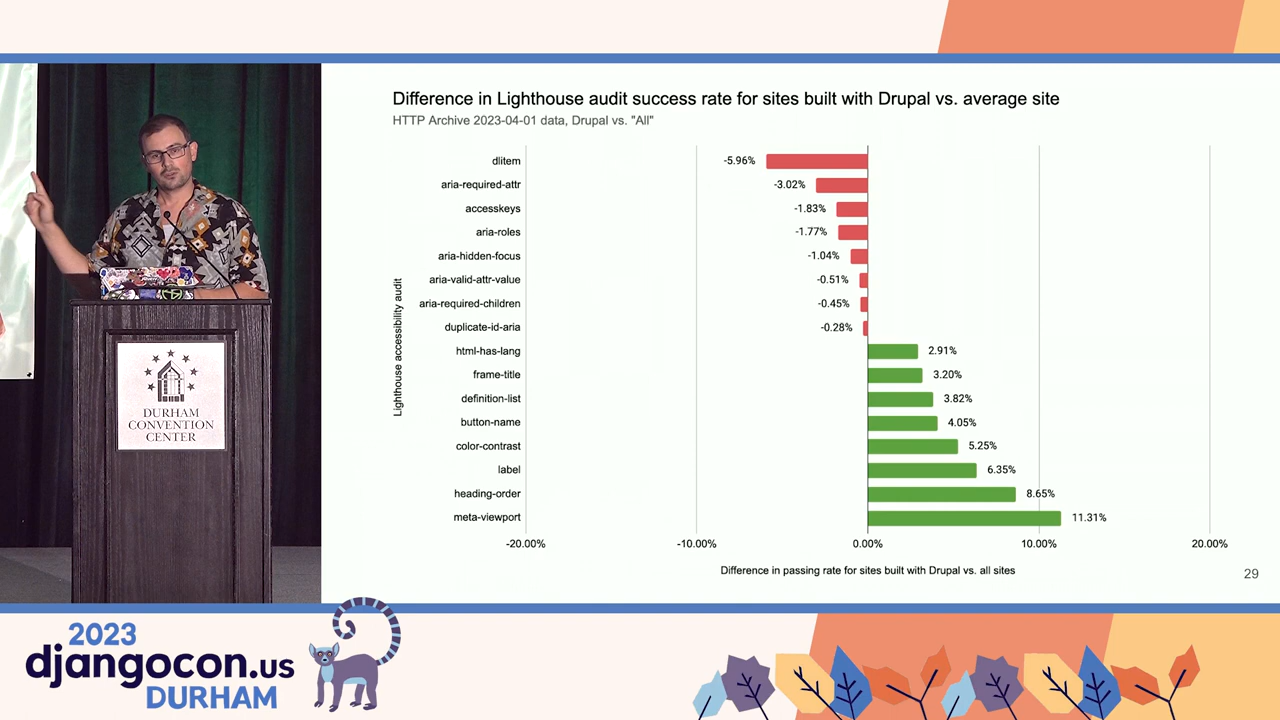 Difference in Lighthouse audit success rate for sites built with Drupal vs. average site
HTTP Archive 2023-04-01 data, Drupal vs. "All"
Lighthouse accessibility audit
dlitem -5.96%
aria-required-attr -3.02%
accesskeys -1.83%
aria-roles -1.77%
aria-hidden-focus -1.04%
aria-valid-attr-value -0.51%
aria-required-children -0.45%
duplicate-id-aria -0.28%
html-has-lang 2.91%
frame-title 3.20%
definition-list 3.82%
button-name 4.05%
color-contrast 5.25%
label 6.35%
heading-order 8.65%
meta-viewport 11.31%
-20.00% -10.00% 0.00% 10.00% 20.00%
Difference in passing rate for sites built with Drupal vs. all sites
29
DURHAM
CONVENTION
CENTER
2023
djangocon.us
DURHAM